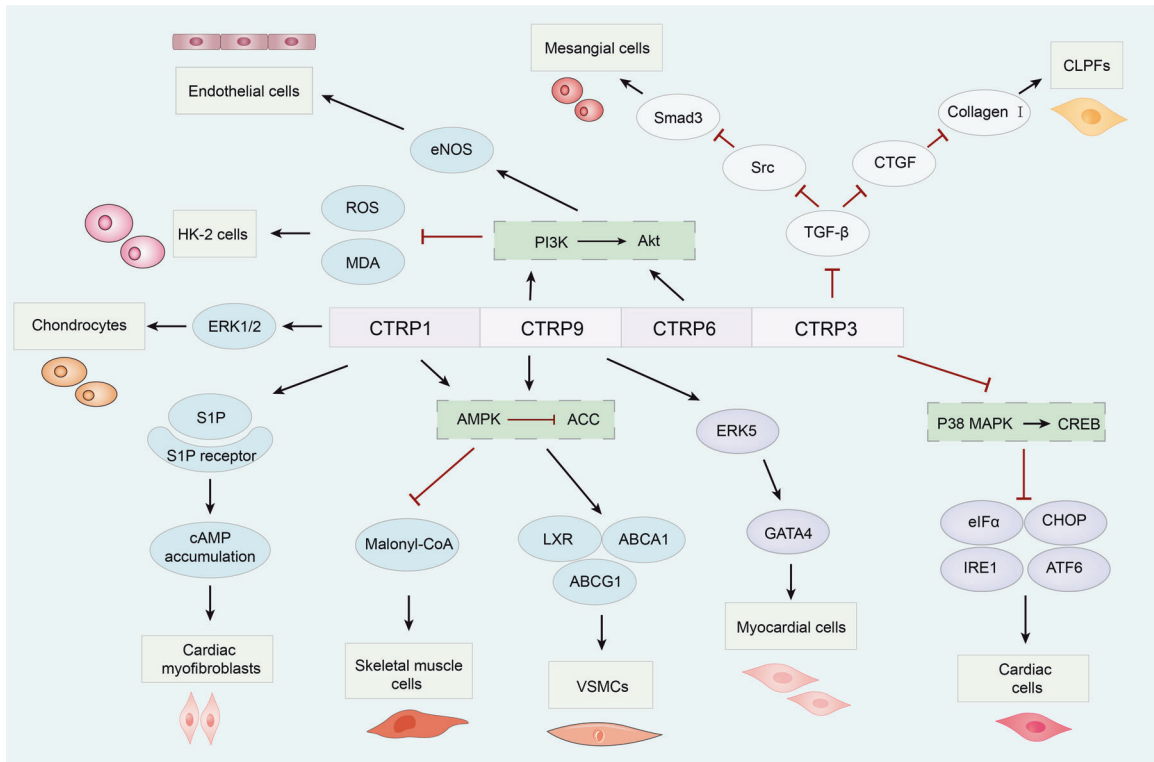 Mesangial cells
CLPFs
Endothelial cells
Smad3
Collagen I
eNOS
Src
CTGF
ROS
HK-2 cells
MDA
PI3K
Akt
TGF-β
Chondrocytes
ERK1/2
CTRP1
CTRP9
CTRP6
CTRP3
S1P
S1P receptor
AMPK
ACC
ERK5
P38 MAPK
CREB
cAMP
accumulation
Malonyl-CoA
LXR
ABCA1
ABCG1
GATA4
eIFα
CHOP
IRE1
ATF6
Cardiac
myofibroblasts
Skeletal muscle
cells
VSMCs
Myocardial cells
Cardiac
cells